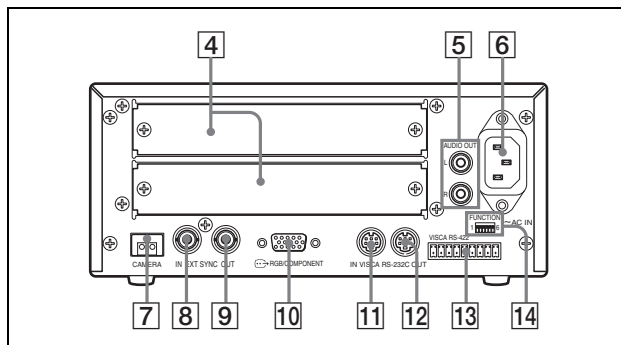 4
5
6
AUDIO OUT
L
R
FUNCTION
1 6
~AC IN
VISCA RS-422
CAMERA
IN EXT SYNC OUT
RGB/COMPONENT
IN VISCA RS-232C OUT
7
8
9
10
11
12
13
14